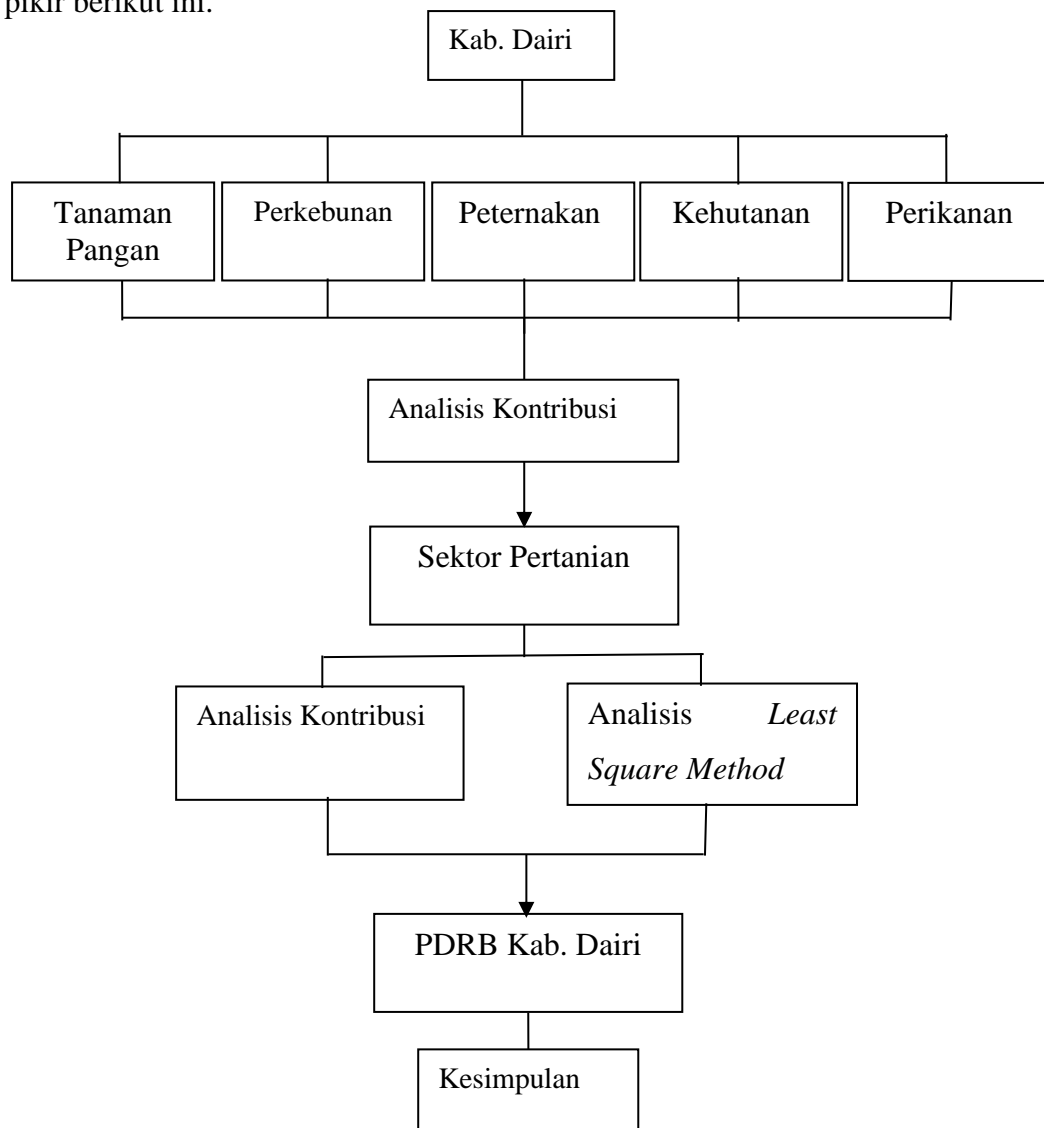 pikir berikut ini.
Kab. Dairi
Tanaman
Pangan
Perkebunan
Peternakan
Kehutanan
Perikanan
Analisis Kontribusi
Sektor Pertanian
Analisis Kontribusi
Analisis Least
Square Method
PDRB Kab. Dairi
Kesimpulan